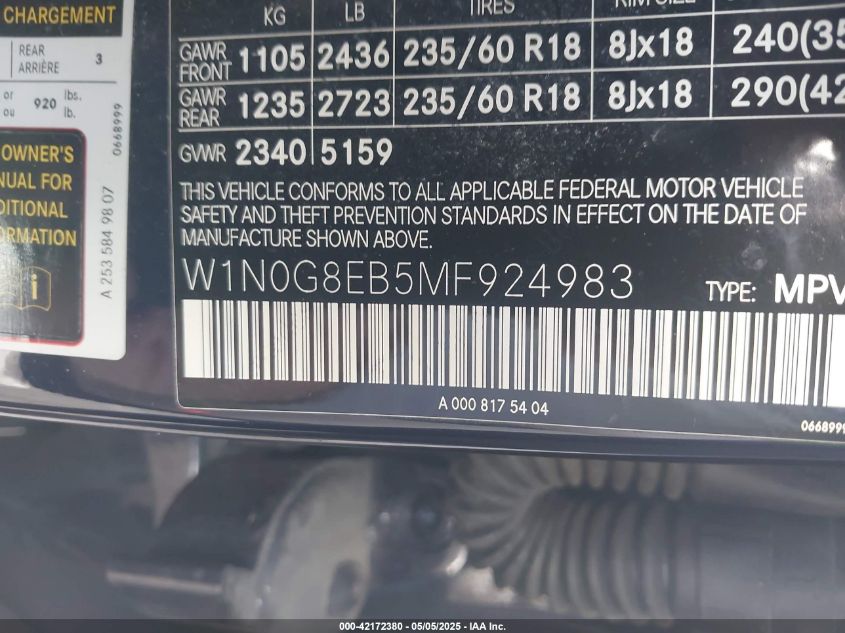 CHARGEMENT
REAR
ARRIÈRE
3
or
ou
920
lbs.
lb.
OWNER'S
FOR
0668999
A 253 584 98 07
KG LB TIRES
GAWR FRONT 1105 2436 235/60 R18 8Jx18 240(35
GAWR REAR 1235 2723 235/60 R18 8Jx18 290(42
GVWR 2340 5159
THIS VEHICLE CONFORMS TO ALL APPLICABLE FEDERAL MOTOR VEHICLE
SAFETY AND THEFT PREVENTION STANDARDS IN EFFECT ON THE DATE OF
MANUFACTURE SHOWN ABOVE.
W1N0G8EB5MF924983 TYPE: MPV
A 000 817 54 04
0668999
000-42172380 - 05/05/2025 - IAA Inc.